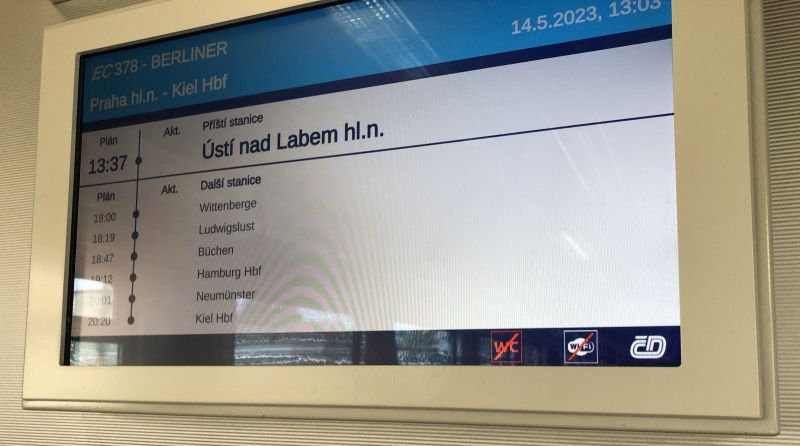 14.5.2023, 13:03
EC 378 - BERLINER
Praha hl.n. - Kiel Hbf
Plán Akt. Příští stanice
13:37 Ústí nad Labem hl.n.
Plán Akt. Další stanice
18:00 Wittenberge
18:19 Ludwigslust
18:47 Büchen
19:12 Hamburg Hbf
20:01 Neumünster
20:20 Kiel Hbf
WC Wi-Fi ČD